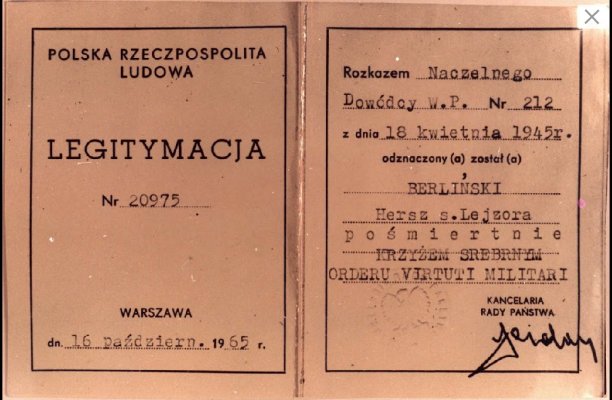 POLSKA RZECZPOSPOLITA
LUDOWA
LEGITYMACJA
Nr 20975
WARSZAWA
dn. 16 październ. 1965 r.
Rozkazem Naczelnego
Dowódcy W.P. Nr 212
z dnia 18 kwietnia 1945r.
odznaczony (a) został (a)
BERLIŃSKI
Hersz s.Lejzora
pośmiertnie
KRZYŻEM SREBRNYM
ORDERU VIRTUTI MILITARI
KANCELARIA
RADY PAŃSTWA